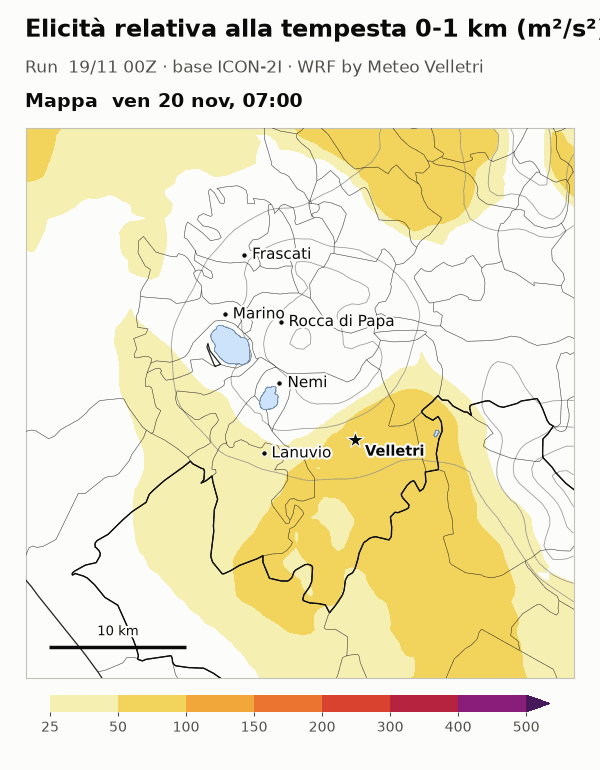 Elicità relativa alla tempesta 0-1 km (m²/s²)
Run 19/11 00Z · base ICON-2I · WRF by Meteo Velletri
Mappa ven 20 nov, 07:00
Frascati
Marino
Rocca di Papa
Nemi
Velletri
Lanuvio
10 km
25 50 100 150 200 300 400 500